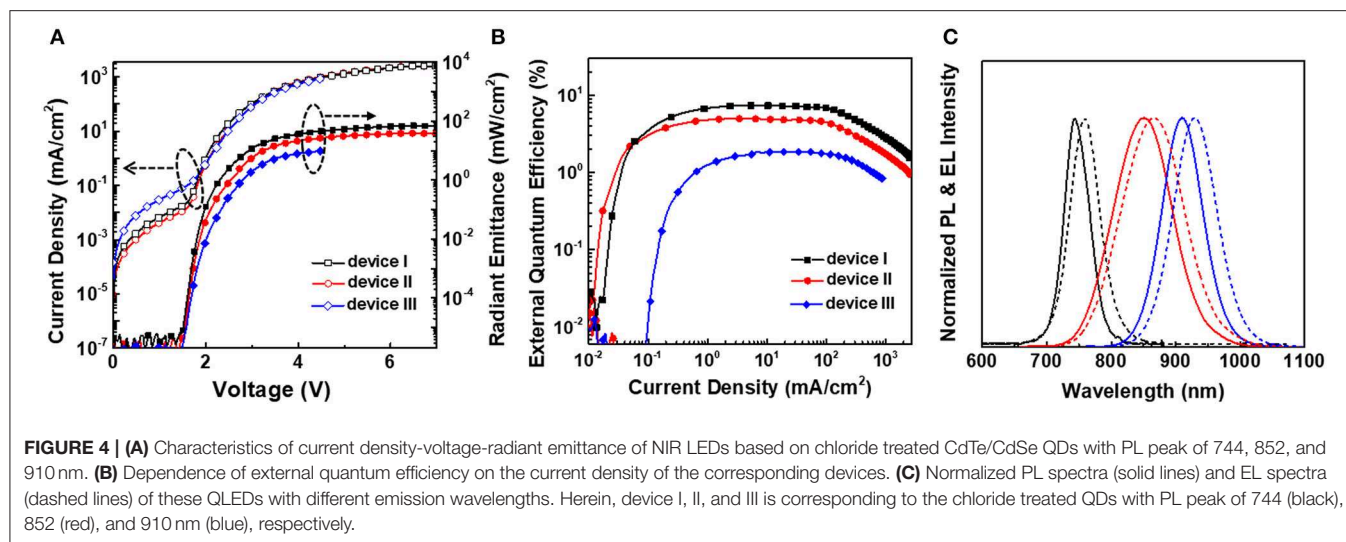 A
B
C
Current Density (mA/cm²)
10³
10¹
10⁻¹
10⁻³
10⁻⁵
10⁻⁷
0
2
4
6
Voltage (V)
10⁴
10²
10⁰
10⁻²
10⁻⁴
Radiant Emittance (mW/cm²)
device I
device II
device III
External Quantum Efficiency (%)
10¹
10⁰
10⁻¹
10⁻²
10⁻²
10⁻¹
10⁰
10¹
10²
10³
Current Density (mA/cm²)
device I
device II
device III
Normalized PL & EL Intensity
600
700
800
900
1000
1100
Wavelength (nm)
FIGURE 4 | (A) Characteristics of current density-voltage-radiant emittance of NIR LEDs based on chloride treated CdTe/CdSe QDs with PL peak of 744, 852, and
910 nm. (B) Dependence of external quantum efficiency on the current density of the corresponding devices. (C) Normalized PL spectra (solid lines) and EL spectra
(dashed lines) of these QLEDs with different emission wavelengths. Herein, device I, II, and III is corresponding to the chloride treated QDs with PL peak of 744 (black),
852 (red), and 910 nm (blue), respectively.